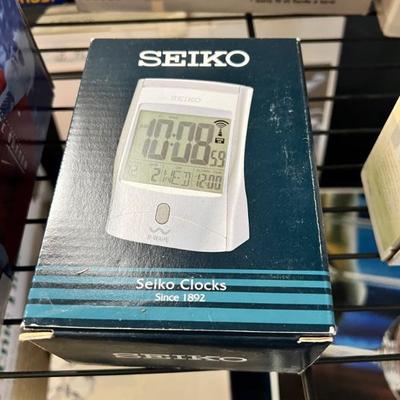 SEIKO
SEIKO
10:08 59
2 WED 12:00
R-WAVE
Seiko Clocks
Since 1892
SEIKO